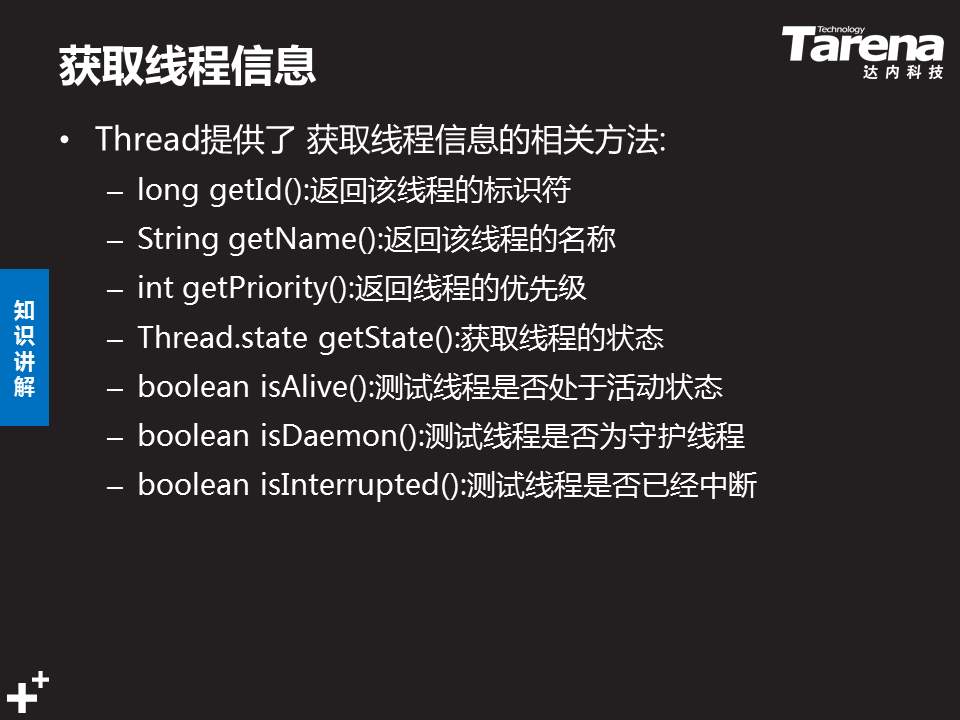 获取线程信息
Technology
Tarena
达内科技
• Thread提供了 获取线程信息的相关方法:
– long getId():返回该线程的标识符
– String getName():返回该线程的名称
– int getPriority():返回线程的优先级
– Thread.state getState():获取线程的状态
– boolean isAlive():测试线程是否处于活动状态
– boolean isDaemon():测试线程是否为守护线程
– boolean isInterrupted():测试线程是否已经中断
知识讲解